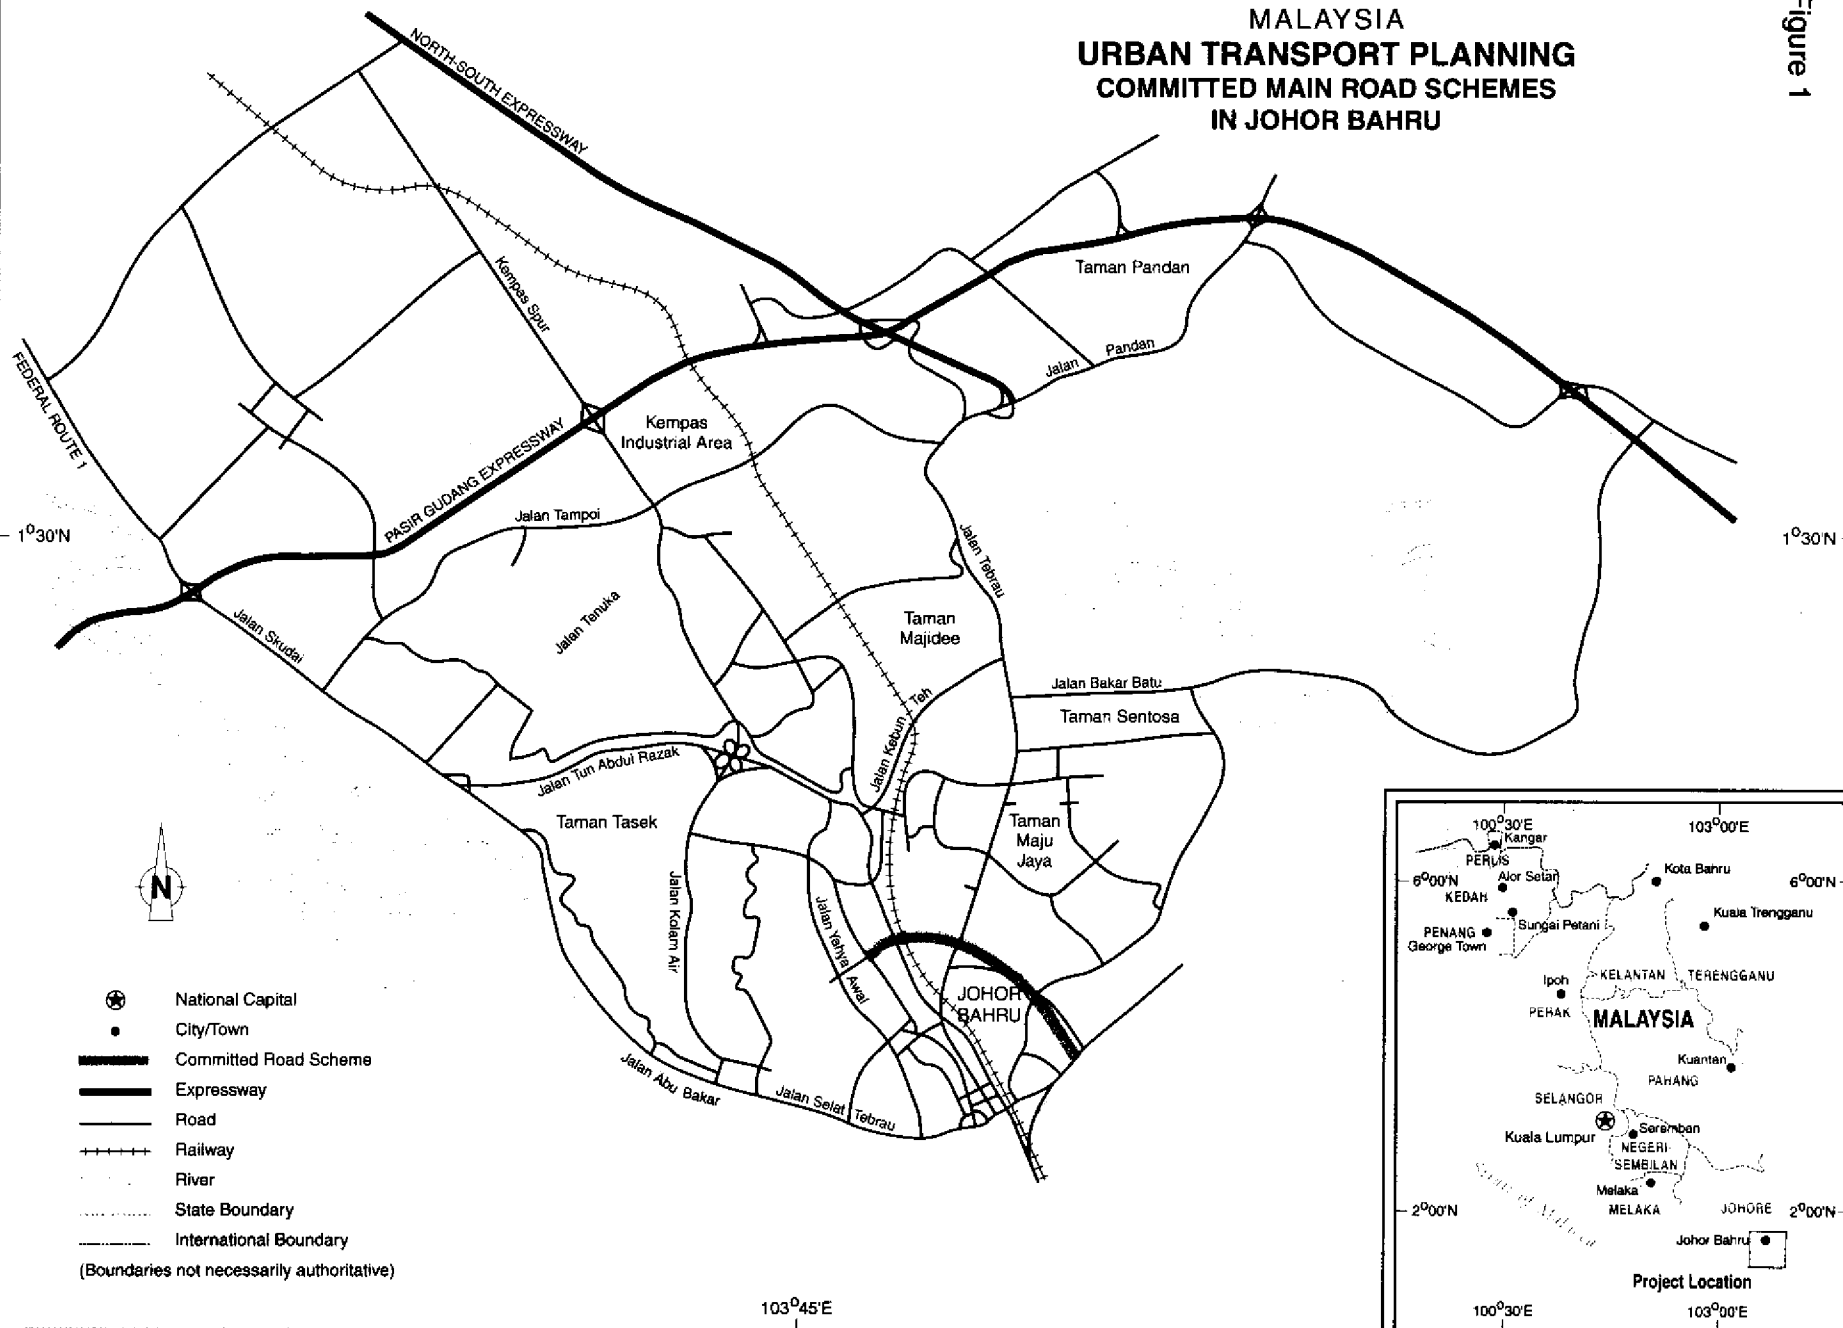 Figure 1
MALAYSIA
URBAN TRANSPORT PLANNING
COMMITTED MAIN ROAD SCHEMES
IN JOHOR BAHRU
NORTH-SOUTH EXPRESSWAY
Taman Pandan
Kempas Spur
Jalan Pandan
FEDERAL ROUTE 1
Kempas
Industrial Area
PASIR GUDANG EXPRESSWAY
Jalan Tampoi
1°30'N
1°30'N
Jalan Tebrau
Jalan Tenuka
Jalan Skudai
Taman
Majidee
Jalan Bakar Batu
Jalan Kebun Teh
Taman Sentosa
Jalan Tun Abdul Razak
Taman Tasek
Taman
Maju
Jaya
N
Jalan Kolam Air
Jalan Yahya Awal
JOHOR
BAHRU
Jalan Abu Bakar
Jalan Selat Tebrau
National Capital
City/Town
Committed Road Scheme
Expressway
Road
Railway
River
State Boundary
International Boundary
(Boundaries not necessarily authoritative)
103°45'E
100°30'E
103°00'E
Kangar
PERLIS
6°00'N
Alor Setar
Kota Bahru
6°00'N
KEDAH
Kuala Trengganu
Sungai Petani
PENANG
George Town
KELANTAN
TERENGGANU
Ipoh
PERAK
MALAYSIA
Kuantan
PAHANG
SELANGOR
Kuala Lumpur
Seremban
NEGERI
SEMBILAN
Melaka
MELAKA
JOHORE
2°00'N
2°00'N
Johor Bahru
Project Location
100°30'E
103°00'E